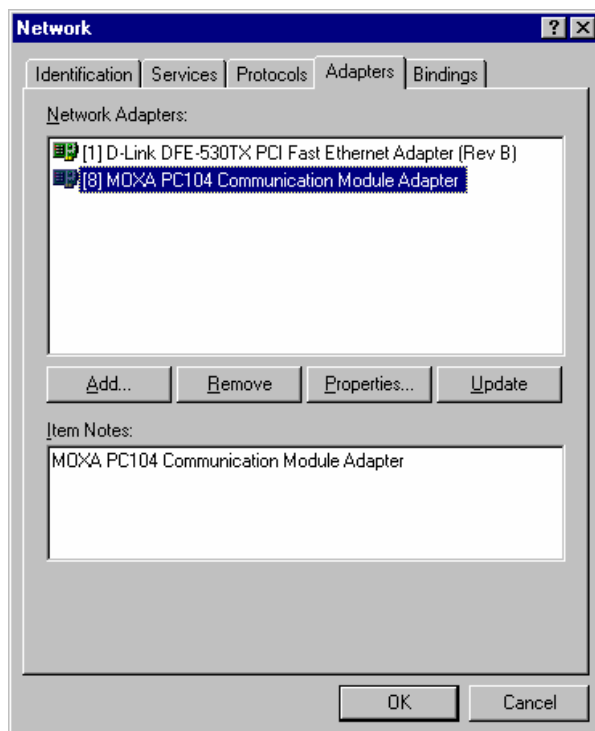 Network
Identification Services Protocols Adapters Bindings
Network Adapters:
[1] D-Link DFE-530TX PCI Fast Ethernet Adapter (Rev B)
[8] MOXA PC104 Communication Module Adapter
Add... Remove Properties... Update
Item Notes:
MOXA PC104 Communication Module Adapter
OK Cancel